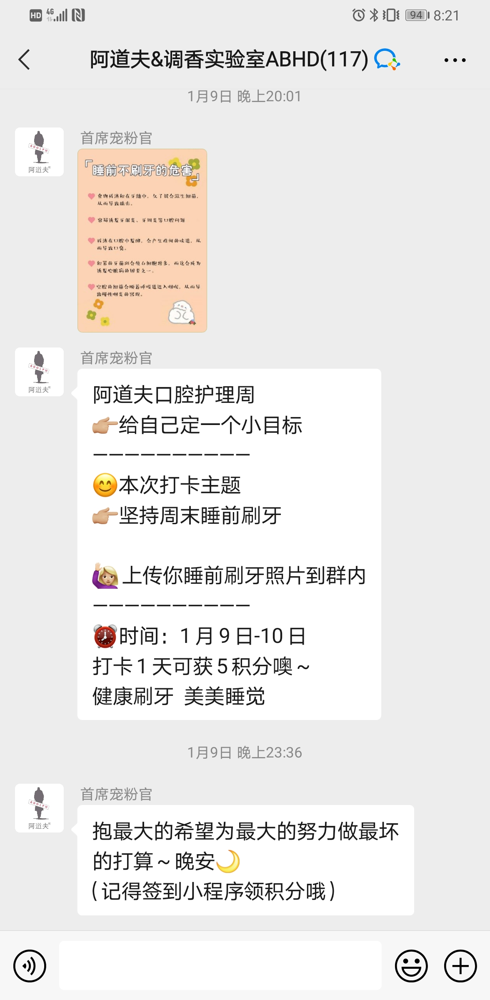 HD 4G 94 8:21
阿道夫&调香实验室ABHD(117)
1月9日 晚上20:01
ADOLPH
阿道夫
首席宠粉官
「睡前不刷牙的危害」
食物残渣积在牙缝中，久了就会滋生细菌，
从而导致龋齿。
容易诱发牙龈炎、牙周炎等口腔问题
残渣在口腔中发酵，会产生难闻的味道，从
而导致口臭。
积累的牙菌斑会使白细胞增多，而这会成为
诱发心脏病的因素之一。
空腔的细菌会顺着呼吸道进入咽喉，从而导
致慢性咽炎的出现。
ADOLPH
阿道夫
首席宠粉官
阿道夫口腔护理周
👉🏼给自己定一个小目标
——————————
😊本次打卡主题
👉🏼坚持周末睡前刷牙
🙋🏼‍♀️上传你睡前刷牙照片到群内
——————————
⏰时间：1月9日-10日
打卡1天可获5积分噢~
健康刷牙 美美睡觉
1月9日 晚上23:36
ADOLPH
阿道夫
首席宠粉官
抱最大的希望为最大的努力做最坏
的打算~晚安🌙
(记得签到小程序领积分哦)